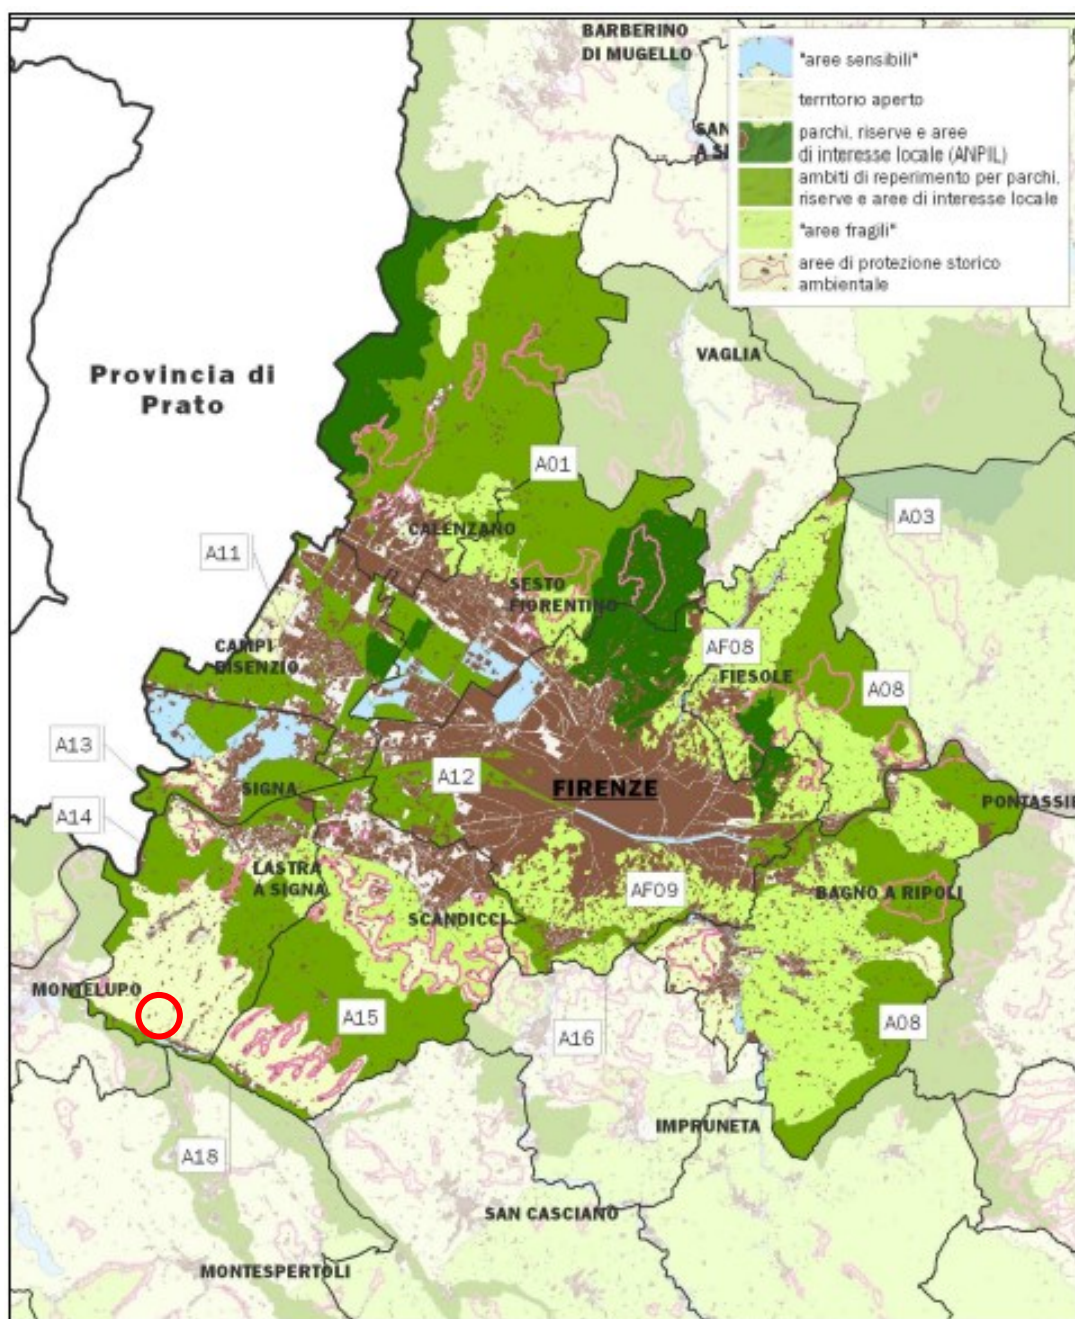 BARBERINO
DI MUGELLO
"aree sensibili"
territorio aperto
SAN
A S
parchi, riserve e aree
di interesse locale (ANPIL)
ambiti di reperimento per parchi,
riserve e aree di interesse locale
"aree fragili"
aree di protezione storico
ambientale
VAGLIA
Provincia di
Prato
A01
A03
CALENZANO
A11
SESTO
FIORENTINO
CAMPI
BISENZIO
AF08
FIESOLE
A08
A13
A12
SIGNA
FIRENZE
PONTASSIE
A14
LASTRA
A SIGNA
AF09
BAGNO A RIPOLI
SCANDICCI
MONTELUPO
A15
A16
A08
IMPRUNETA
A18
SAN CASCIANO
MONTESPERTOLI